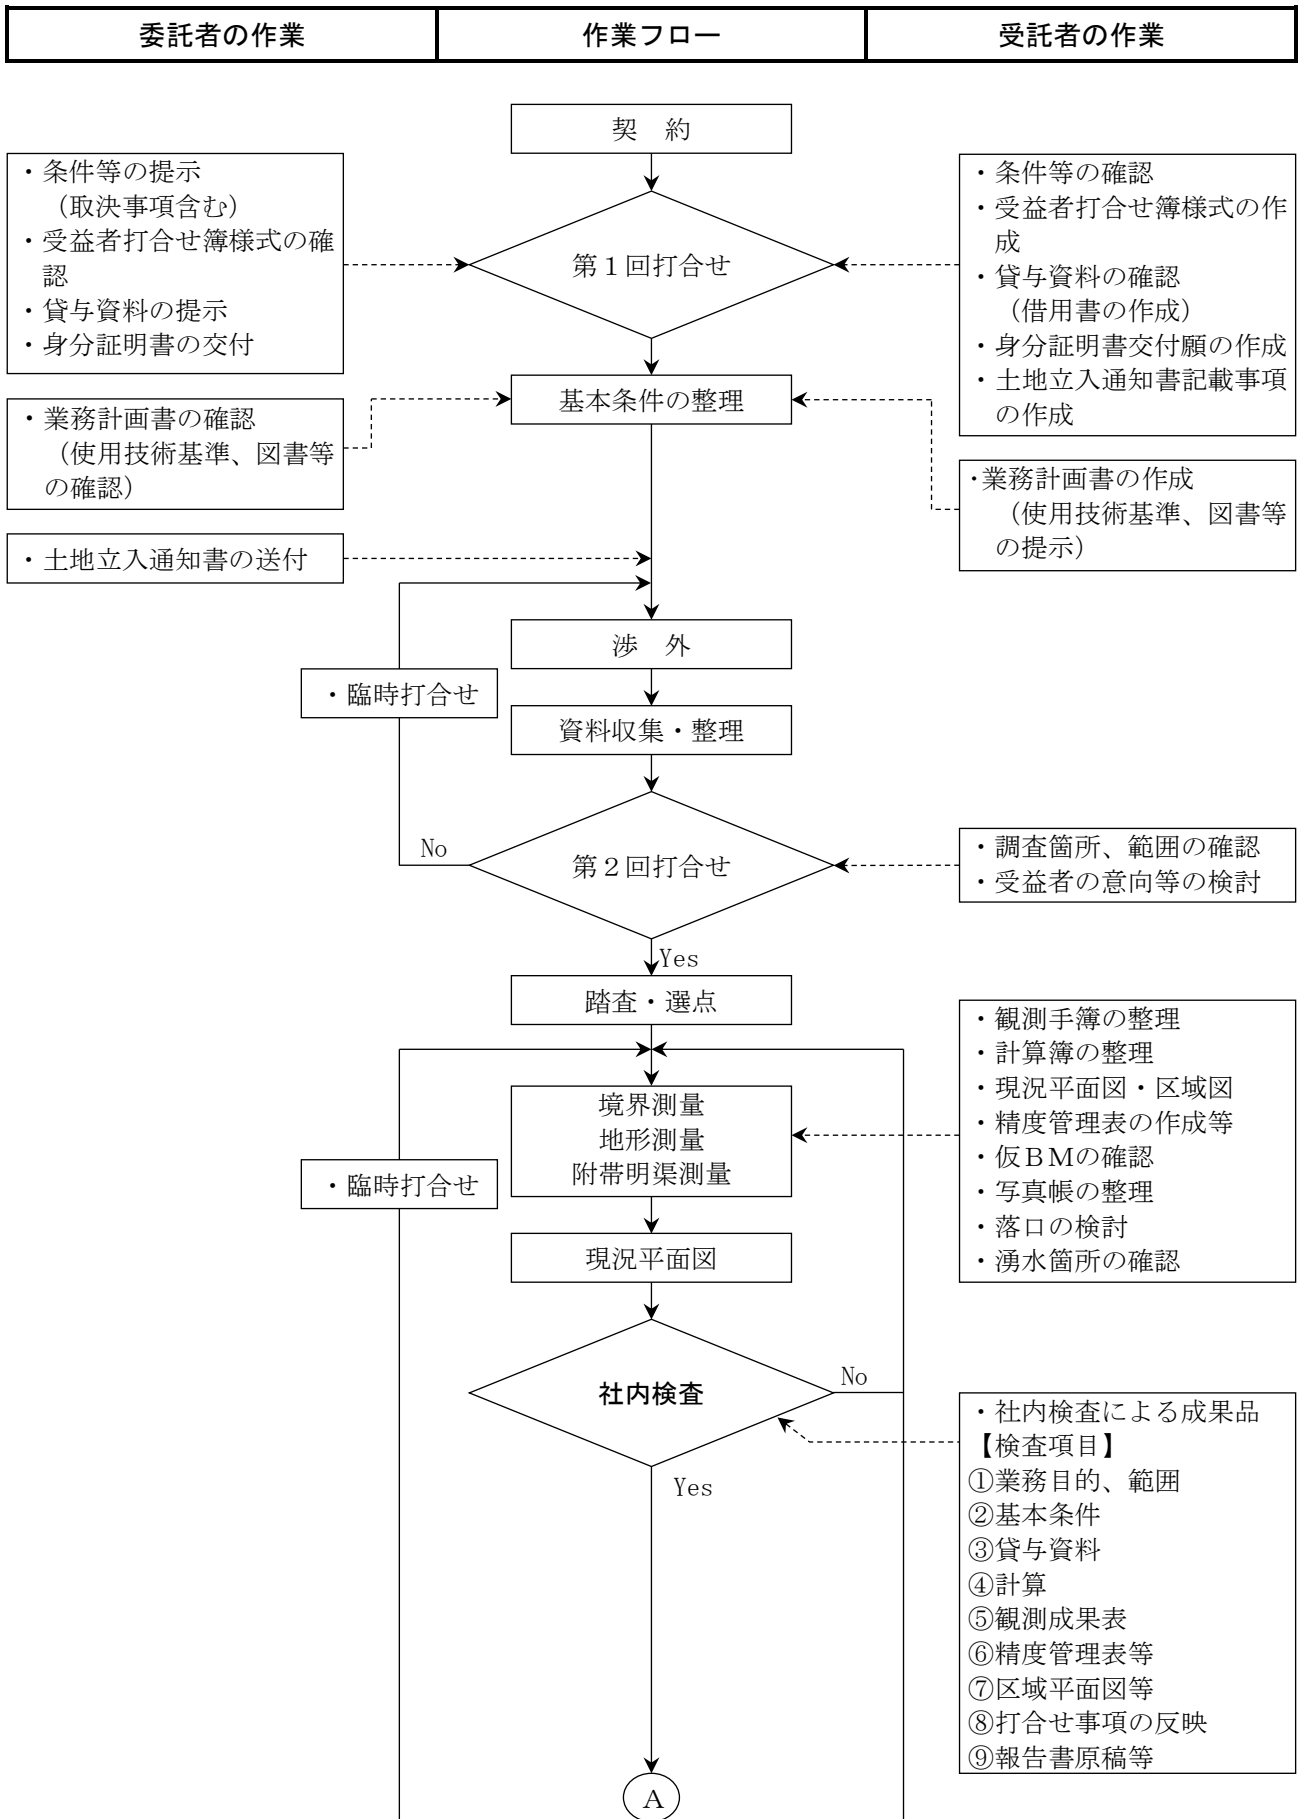 委託者の作業
作業フロー
受託者の作業
契　約
・条件等の提示
（取決事項含む）
・受益者打合せ簿様式の確
認
・貸与資料の提示
・身分証明書の交付
第１回打合せ
・条件等の確認
・受益者打合せ簿様式の作
成
・貸与資料の確認
（借用書の作成）
・身分証明書交付願の作成
・土地立入通知書記載事項
の作成
・業務計画書の確認
（使用技術基準、図書等
の確認）
基本条件の整理
・業務計画書の作成
（使用技術基準、図書等
の提示）
・土地立入通知書の送付
渉　外
・臨時打合せ
資料収集・整理
No
第２回打合せ
・調査箇所、範囲の確認
・受益者の意向等の検討
Yes
踏査・選点
境界測量
地形測量
附帯明渠測量
・観測手簿の整理
・計算簿の整理
・現況平面図・区域図
・精度管理表の作成等
・仮ＢＭの確認
・写真帳の整理
・落口の検討
・湧水箇所の確認
・臨時打合せ
現況平面図
社内検査
No
Yes
・社内検査による成果品
【検査項目】
①業務目的、範囲
②基本条件
③貸与資料
④計算
⑤観測成果表
⑥精度管理表等
⑦区域平面図等
⑧打合せ事項の反映
⑨報告書原稿等
A